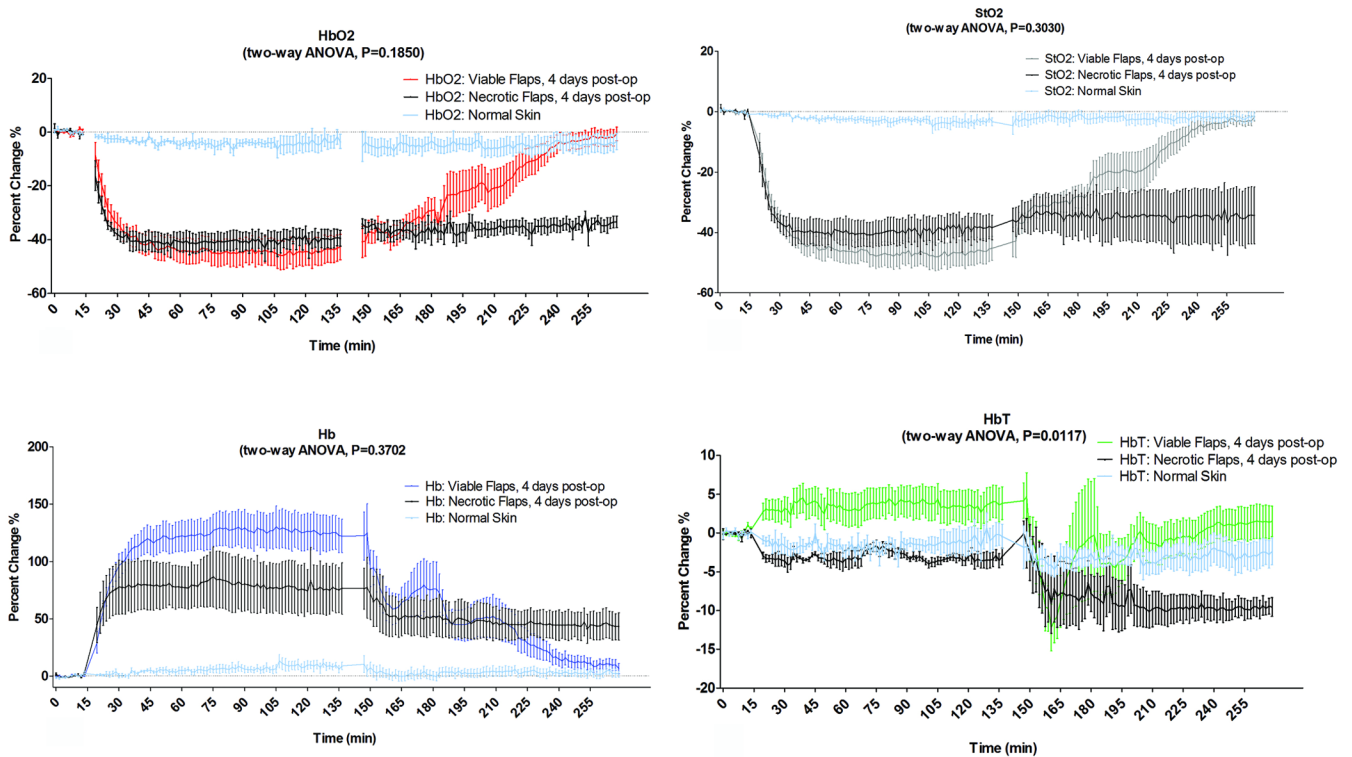 HbO2
(two-way ANOVA, P=0.1850)
HbO2: Viable Flaps, 4 days post-op
HbO2: Necrotic Flaps, 4 days post-op
HbO2: Normal Skin
Percent Change %
20
0
-20
-40
-60
0 15 30 45 60 75 90 105 120 135 150 165 180 195 210 225 240 255
Time (min)
StO2
(two-way ANOVA, P=0.3030)
StO2: Viable Flaps, 4 days post-op
StO2: Necrotic Flaps, 4 days post-op
StO2: Normal Skin
Percent Change %
20
0
-20
-40
-60
0 15 30 45 60 75 90 105 120 135 150 165 180 195 210 225 240 255
Time (min)
Hb
(two-way ANOVA, P=0.3702
Hb: Viable Flaps, 4 days post-op
Hb: Necrotic Flaps, 4 days post-op
Hb: Normal Skin
Percent Change %
200
150
100
50
0
0 15 30 45 60 75 90 105 120 135 150 165 180 195 210 225 240 255
Time (min)
HbT
(two-way ANOVA, P=0.0117)
HbT: Viable Flaps, 4 days post-op
HbT: Necrotic Flaps, 4 days post-op
HbT: Normal Skin
Percent Change %
10
5
0
-5
-10
-15
-20
0 15 30 45 60 75 90 105 120 135 150 165 180 195 210 225 240 255
Time (min)